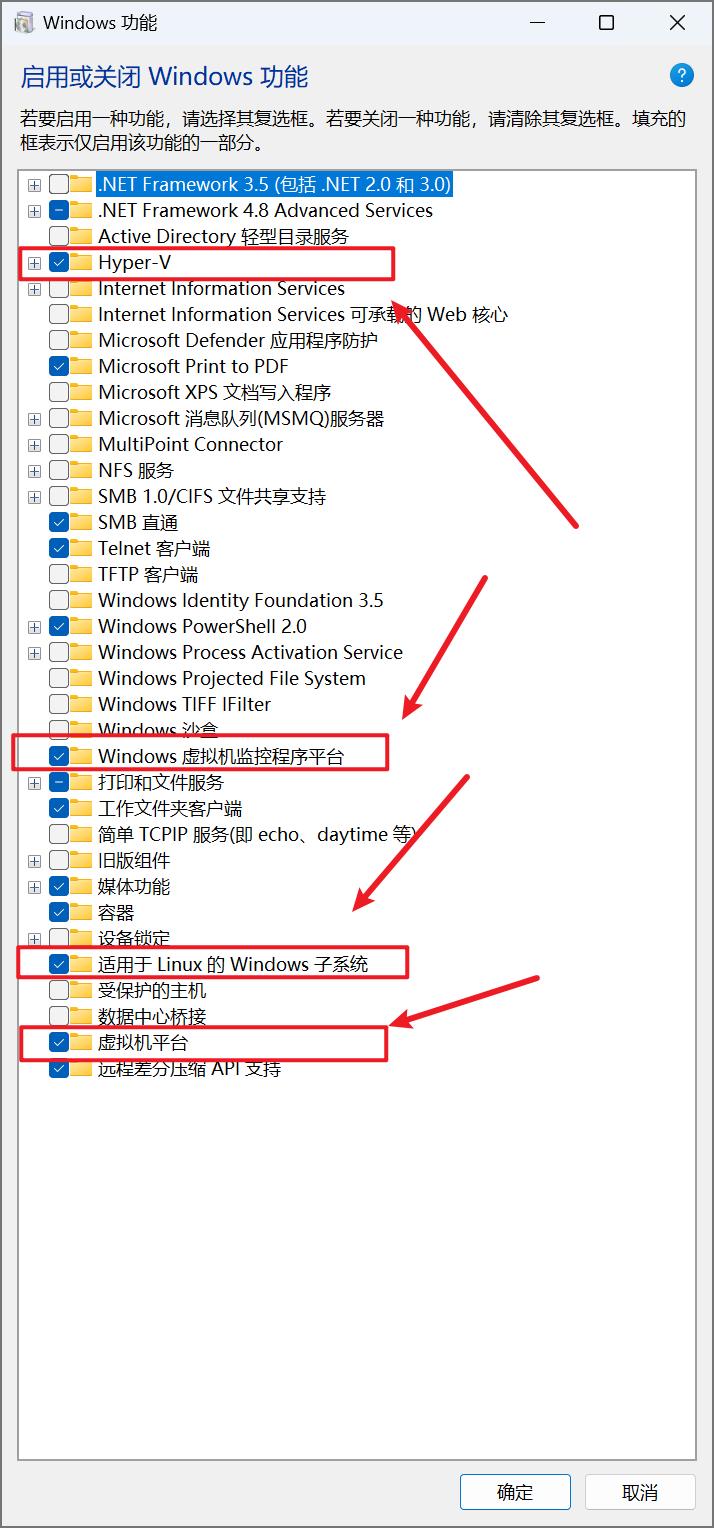 Windows 功能
启用或关闭 Windows 功能
?
若要启用一种功能，请选择其复选框。若要关闭一种功能，请清除其复选框。填充的
框表示仅启用该功能的一部分。
.NET Framework 3.5 (包括 .NET 2.0 和 3.0)
.NET Framework 4.8 Advanced Services
Active Directory 轻型目录服务
Hyper-V
Internet Information Services
Internet Information Services 可承载的 Web 核心
Microsoft Defender 应用程序防护
Microsoft Print to PDF
Microsoft XPS 文档写入程序
Microsoft 消息队列(MSMQ)服务器
MultiPoint Connector
NFS 服务
SMB 1.0/CIFS 文件共享支持
SMB 直通
Telnet 客户端
TFTP 客户端
Windows Identity Foundation 3.5
Windows PowerShell 2.0
Windows Process Activation Service
Windows Projected File System
Windows TIFF IFilter
Windows 沙盒
Windows 虚拟机监控程序平台
打印和文件服务
工作文件夹客户端
简单 TCPIP 服务(即 echo、daytime 等)
旧版组件
媒体功能
容器
设备锁定
适用于 Linux 的 Windows 子系统
受保护的主机
数据中心桥接
虚拟机平台
远程差分压缩 API 支持
确定
取消